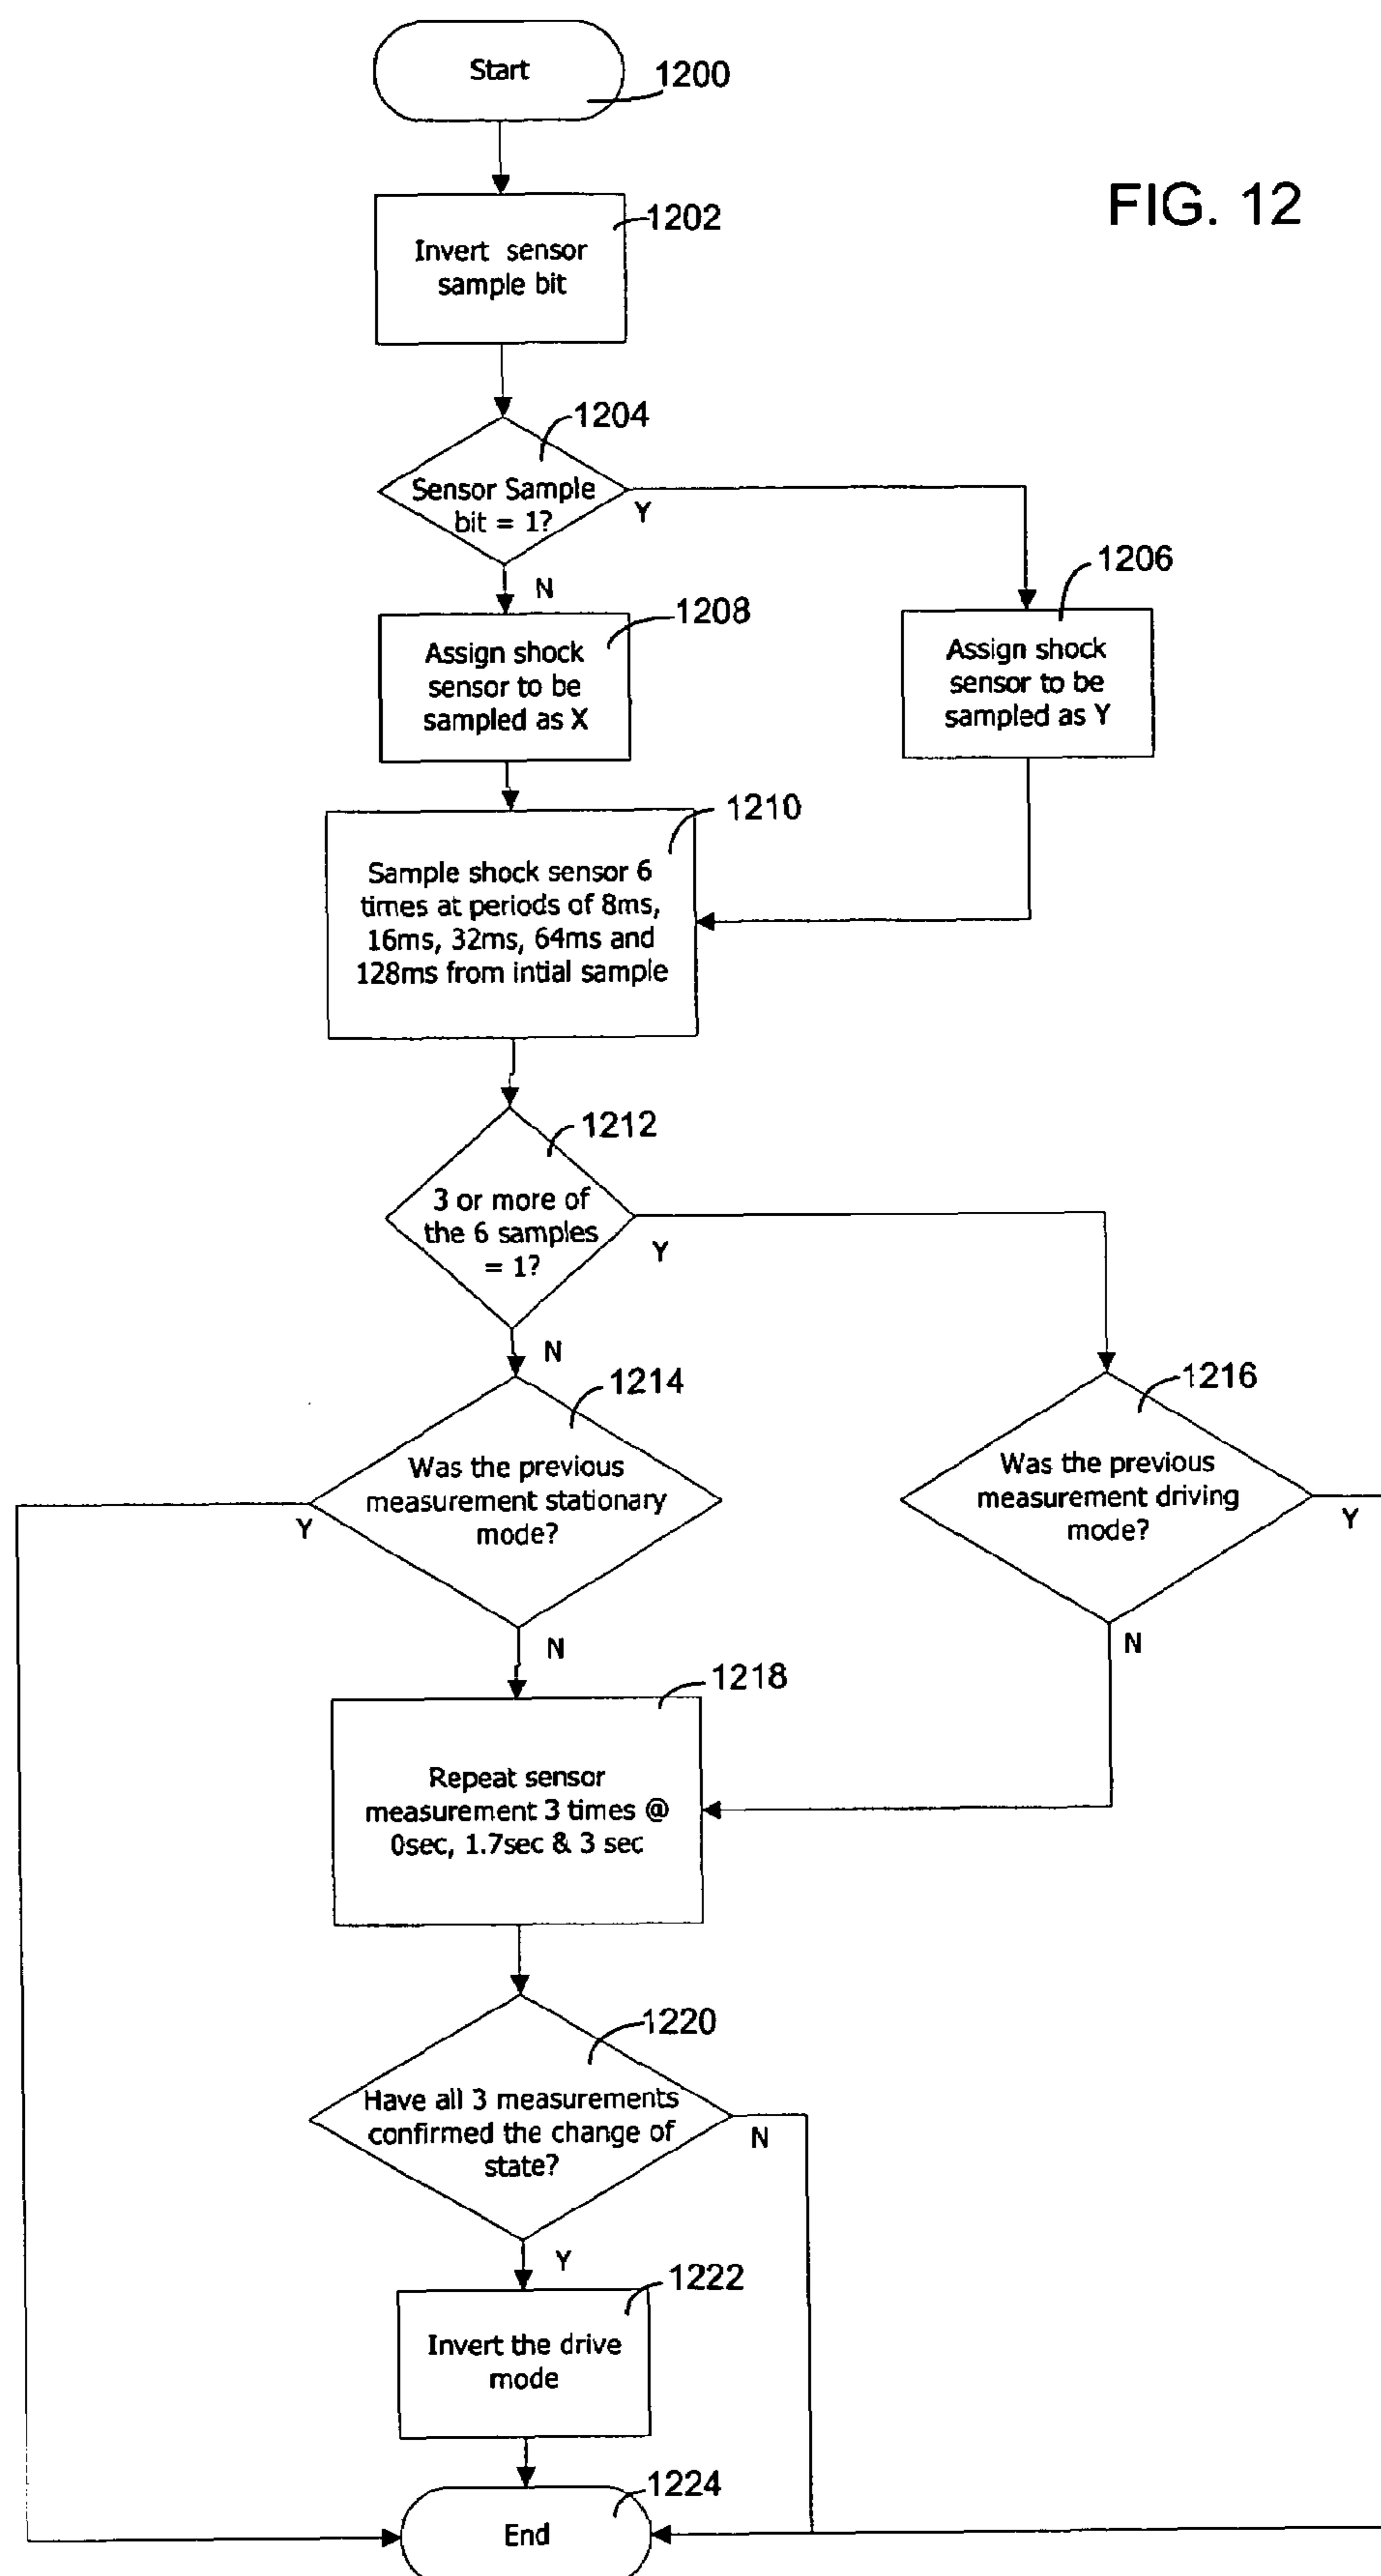 Start
1200
FIG. 12
1202
Invert sensor
sample bit
1204
Sensor Sample
bit = 1?
Y
N
1206
1208
Assign shock
sensor to be
sampled as X
Assign shock
sensor to be
sampled as Y
1210
Sample shock sensor 6
times at periods of 8ms,
16ms, 32ms, 64ms and
128ms from intial sample
1212
3 or more of
the 6 samples
= 1?
Y
N
1214
1216
Was the previous
measurement stationary
mode?
Y
Was the previous
measurement driving
mode?
Y
N
N
1218
Repeat sensor
measurement 3 times @
0sec, 1.7sec & 3 sec
1220
Have all 3 measurements
confirmed the change of
state?
N
Y
1222
Invert the drive
mode
1224
End